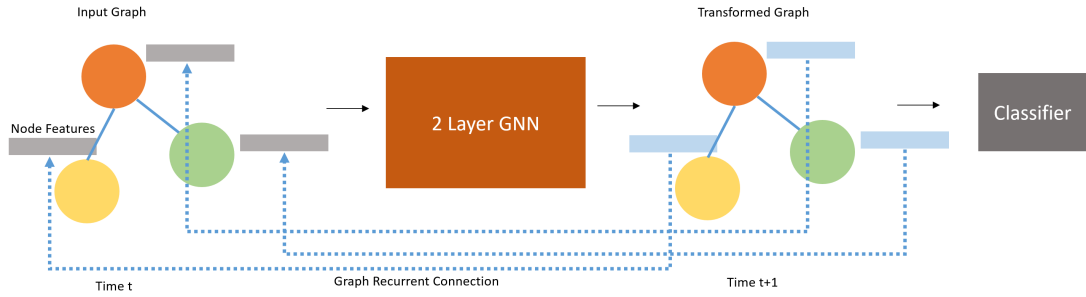 Input Graph
Transformed Graph
Node Features
2 Layer GNN
Classifier
Time t
Graph Recurrent Connection
Time t+1